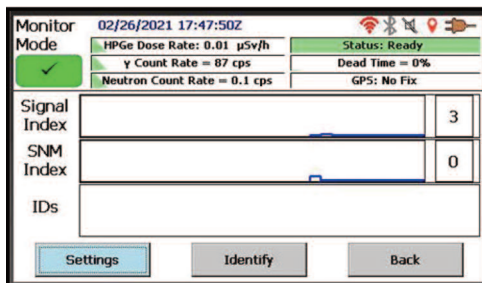 Monitor Mode
02/26/2021 17:47:50Z
HPGe Dose Rate: 0.01 µSv/h
Status: Ready
γ Count Rate = 87 cps
Dead Time = 0%
Neutron Count Rate = 0.1 cps
GPS: No Fix
Signal Index
3
SNM Index
0
IDs
Settings
Identify
Back